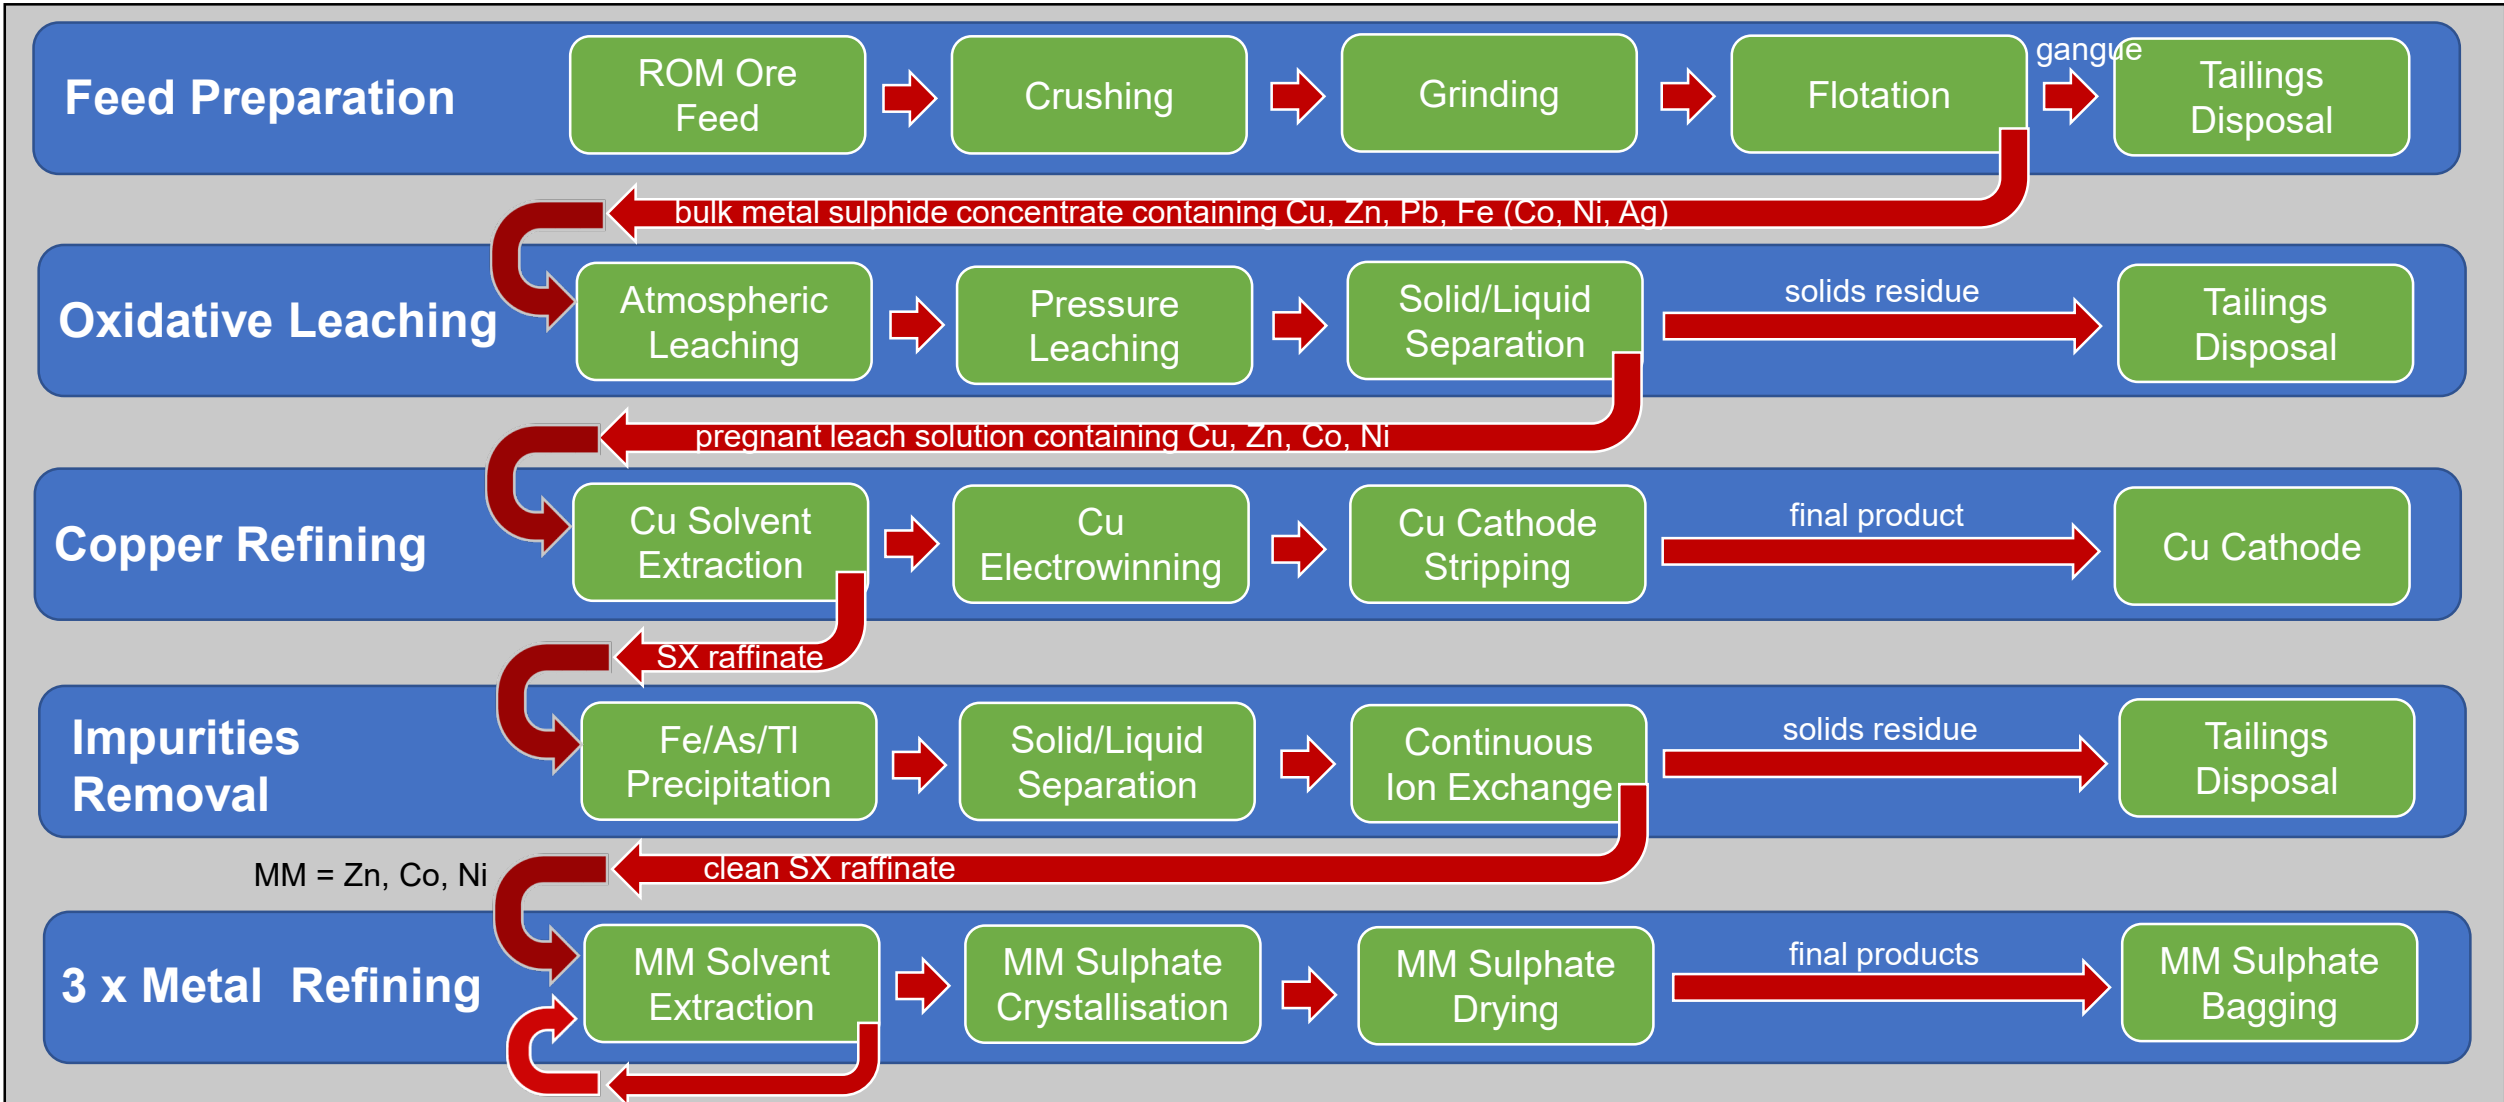 Feed Preparation
ROM Ore
Feed
Crushing
Grinding
Flotation
gangue
Tailings
Disposal
bulk metal sulphide concentrate containing Cu, Zn, Pb, Fe (Co, Ni, Ag)
Oxidative Leaching
Atmospheric
Leaching
Pressure
Leaching
Solid/Liquid
Separation
solids residue
Tailings
Disposal
pregnant leach solution containing Cu, Zn, Co, Ni
Copper Refining
Cu Solvent
Extraction
Cu
Electrowinning
Cu Cathode
Stripping
final product
Cu Cathode
SX raffinate
Impurities
Removal
Fe/As/Tl
Precipitation
Solid/Liquid
Separation
Continuous
Ion Exchange
solids residue
Tailings
Disposal
MM = Zn, Co, Ni
clean SX raffinate
3 x Metal  Refining
MM Solvent
Extraction
MM Sulphate
Crystallisation
MM Sulphate
Drying
final products
MM Sulphate
Bagging